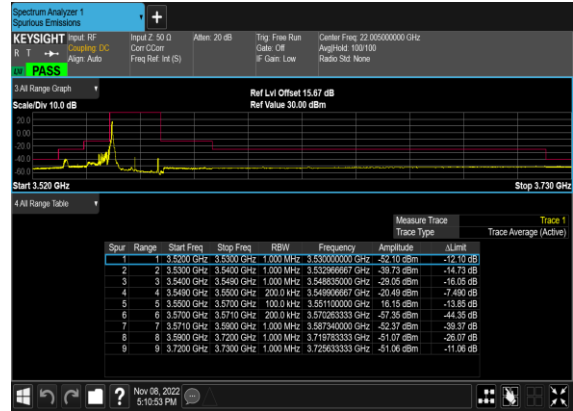 Spectrum Analyzer 1
Spurious Emissions
KEYSIGHT Input: RF Input Z: 50 Ω Atten: 20 dB Trig: Free Run Center Freq: 22.005000000 GHz
R T Coupling: DC Corr CCorr Gate: Off Avg|Hold: 100/100
Align: Auto Freq Ref: Int (S) IF Gain: Low Radio Std: None
PASS
3 All Range Graph
Ref Lvl Offset 15.67 dB
Scale/Div 10.0 dB Ref Value 30.00 dBm
20.0
0.00
-20.0
-40.0
-60.0
Start 3.520 GHz Stop 3.730 GHz
4 All Range Table
Measure Trace Trace 1
Trace Type Trace Average (Active)
Spur Range Start Freq Stop Freq RBW Frequency Amplitude ΔLimit
1 1 3.5200 GHz 3.5300 GHz 1.000 MHz 3.530000000 GHz -52.10 dBm -12.10 dB
2 2 3.5300 GHz 3.5400 GHz 1.000 MHz 3.532966667 GHz -39.73 dBm -14.73 dB
3 3 3.5400 GHz 3.5490 GHz 1.000 MHz 3.548835000 GHz -29.05 dBm -16.05 dB
4 4 3.5490 GHz 3.5500 GHz 200.0 kHz 3.549906667 GHz -20.49 dBm -7.490 dB
5 5 3.5500 GHz 3.5700 GHz 100.0 kHz 3.551100000 GHz 16.15 dBm -13.85 dB
6 6 3.5700 GHz 3.5710 GHz 200.0 kHz 3.570263333 GHz -57.35 dBm -44.35 dB
7 7 3.5710 GHz 3.5900 GHz 1.000 MHz 3.587340000 GHz -52.37 dBm -39.37 dB
8 8 3.5900 GHz 3.7200 GHz 1.000 MHz 3.719783333 GHz -51.07 dBm -26.07 dB
9 9 3.7200 GHz 3.7300 GHz 1.000 MHz 3.725633333 GHz -51.06 dBm -11.06 dB
? Nov 08, 2022
5:10:53 PM